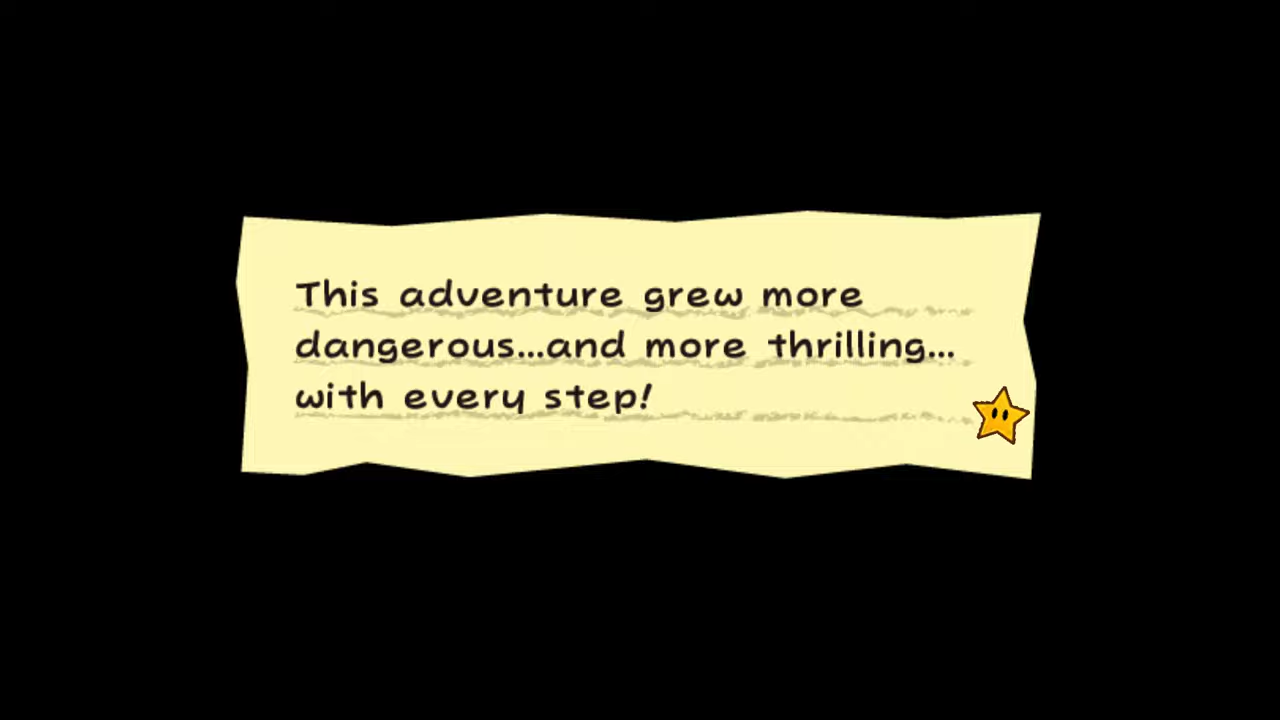 This adventure grew more
dangerous...and more thrilling...
with every step!